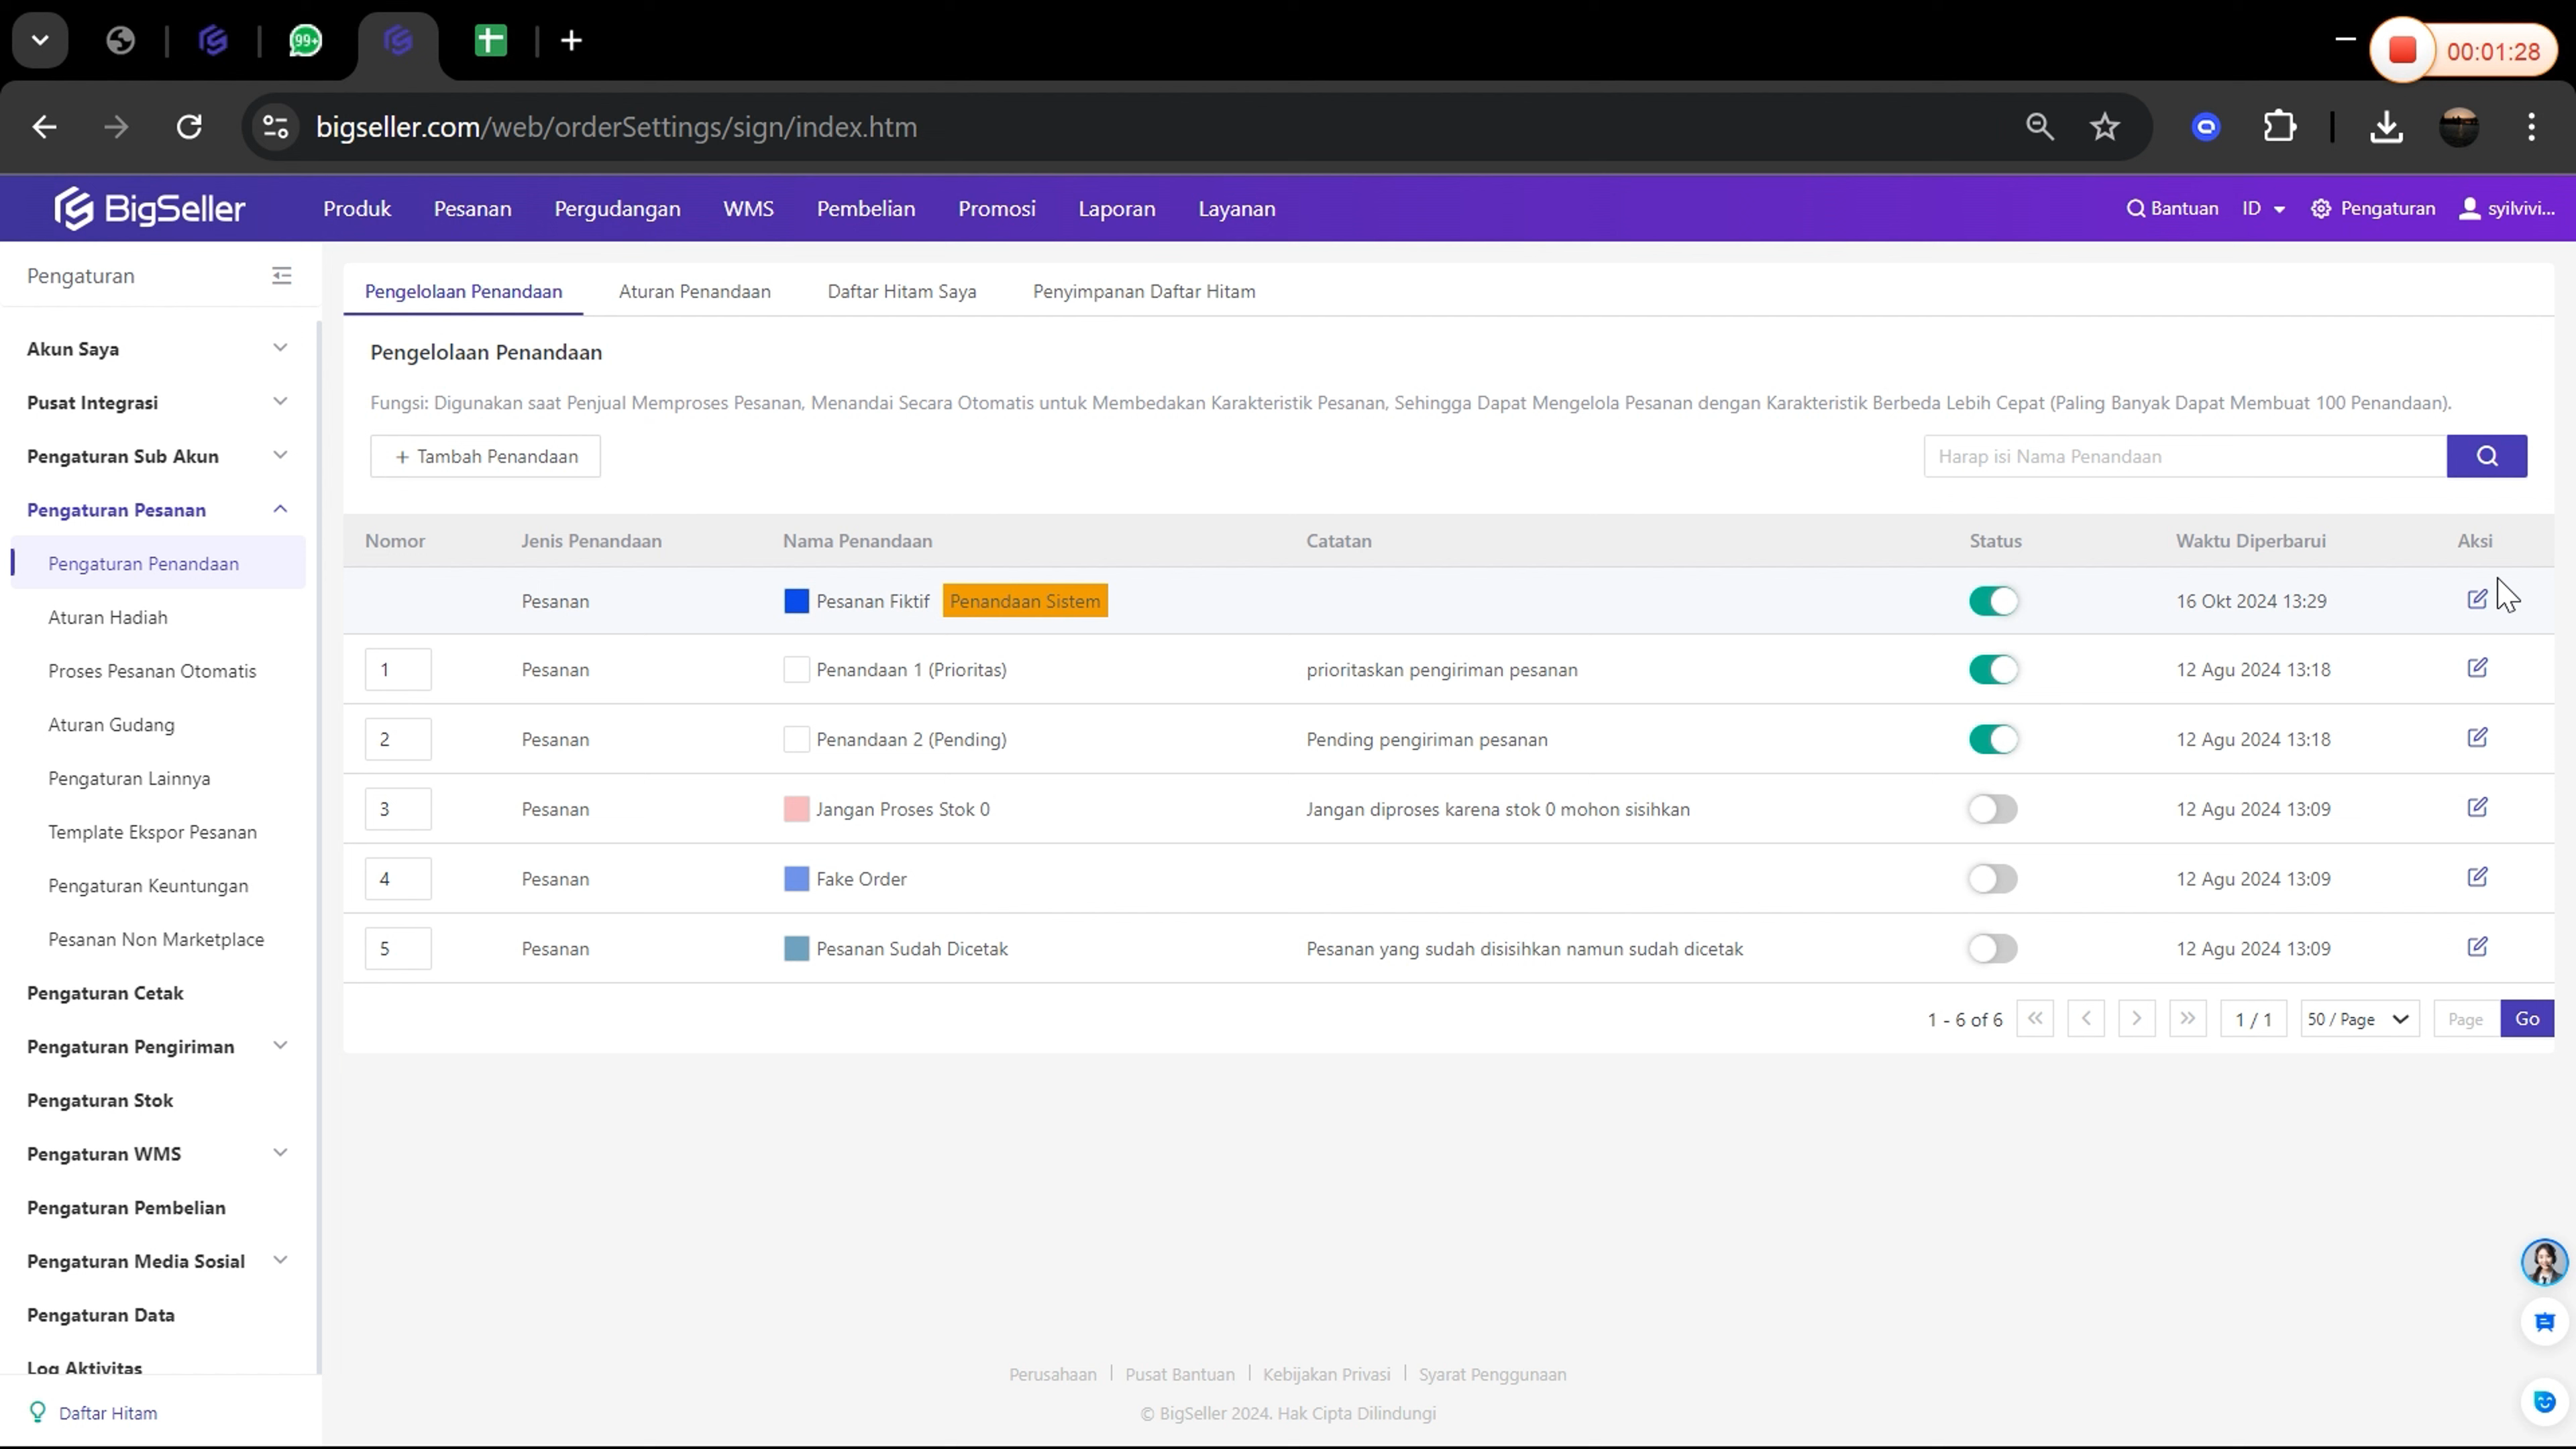 99+
00:01:28
bigseller.com/web/orderSettings/sign/index.htm
BigSeller
Produk
Pesanan
Pergudangan
WMS
Pembelian
Promosi
Laporan
Layanan
Bantuan
ID
Pengaturan
syilvivi...
Pengaturan
Akun Saya
Pusat Integrasi
Pengaturan Sub Akun
Pengaturan Pesanan
Pengaturan Penandaan
Aturan Hadiah
Proses Pesanan Otomatis
Aturan Gudang
Pengaturan Lainnya
Template Ekspor Pesanan
Pengaturan Keuntungan
Pesanan Non Marketplace
Pengaturan Cetak
Pengaturan Pengiriman
Pengaturan Stok
Pengaturan WMS
Pengaturan Pembelian
Pengaturan Media Sosial
Pengaturan Data
Log Aktivitas
Daftar Hitam
Pengelolaan Penandaan
Aturan Penandaan
Daftar Hitam Saya
Penyimpanan Daftar Hitam
Pengelolaan Penandaan
Fungsi: Digunakan saat Penjual Memproses Pesanan, Menandai Secara Otomatis untuk Membedakan Karakteristik Pesanan, Sehingga Dapat Mengelola Pesanan dengan Karakteristik Berbeda Lebih Cepat (Paling Banyak Dapat Membuat 100 Penandaan).
+ Tambah Penandaan
Harap isi Nama Penandaan
Nomor Jenis Penandaan Nama Penandaan Catatan Status Waktu Diperbarui Aksi
Pesanan Pesanan Fiktif Penandaan Sistem 16 Okt 2024 13:29
1 Pesanan Penandaan 1 (Prioritas) prioritaskan pengiriman pesanan 12 Agu 2024 13:18
2 Pesanan Penandaan 2 (Pending) Pending pengiriman pesanan 12 Agu 2024 13:18
3 Pesanan Jangan Proses Stok 0 Jangan diproses karena stok 0 mohon sisihkan 12 Agu 2024 13:09
4 Pesanan Fake Order 12 Agu 2024 13:09
5 Pesanan Pesanan Sudah Dicetak Pesanan yang sudah disisihkan namun sudah dicetak 12 Agu 2024 13:09
1 - 6 of 6 1 / 1 50 / Page Page Go
Perusahaan | Pusat Bantuan | Kebijakan Privasi | Syarat Penggunaan
© BigSeller 2024. Hak Cipta Dilindungi